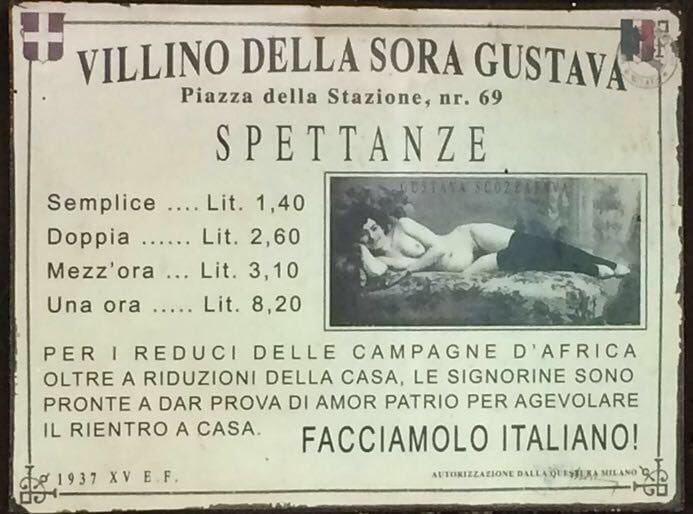 VILLINO DELLA SORA GUSTAVA
Piazza della Stazione, nr. 69
SPETTANZE
Semplice .... Lit. 1,40
Doppia ...... Lit. 2,60
Mezz'ora ... Lit. 3,10
Una ora ..... Lit. 8,20
GUSTAVA
PER I REDUCI DELLE CAMPAGNE D'AFRICA
OLTRE A RIDUZIONI DELLA CASA, LE SIGNORINE SONO
PRONTE A DAR PROVA DI AMOR PATRIO PER AGEVOLARE
IL RIENTRO A CASA.
FACCIAMOLO ITALIANO!
1937 XV E.F.
AUTORIZZAZIONE DALLA QUESTURA MILANO